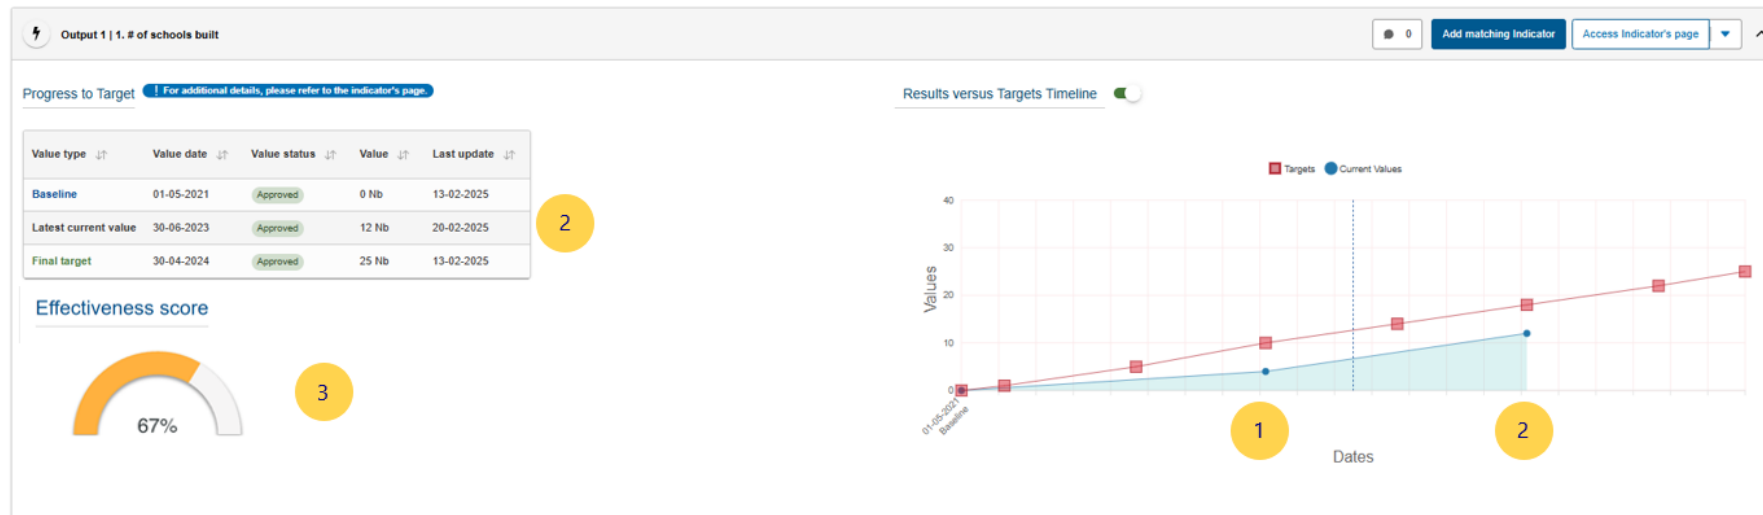 Output 1 | 1. # of schools built
0
Add matching Indicator
Access Indicator's page
Progress to Target
! For additional details, please refer to the indicator's page.
Value type Value date Value status Value Last update
Baseline 01-05-2021 Approved 0 Nb 13-02-2025
Latest current value 30-06-2023 Approved 12 Nb 20-02-2025
Final target 30-04-2024 Approved 25 Nb 13-02-2025
2
Effectiveness score
67%
3
Results versus Targets Timeline
Targets Current Values
40
30
20
10
0
Values
01-05-2021
Baseline
1
2
Dates